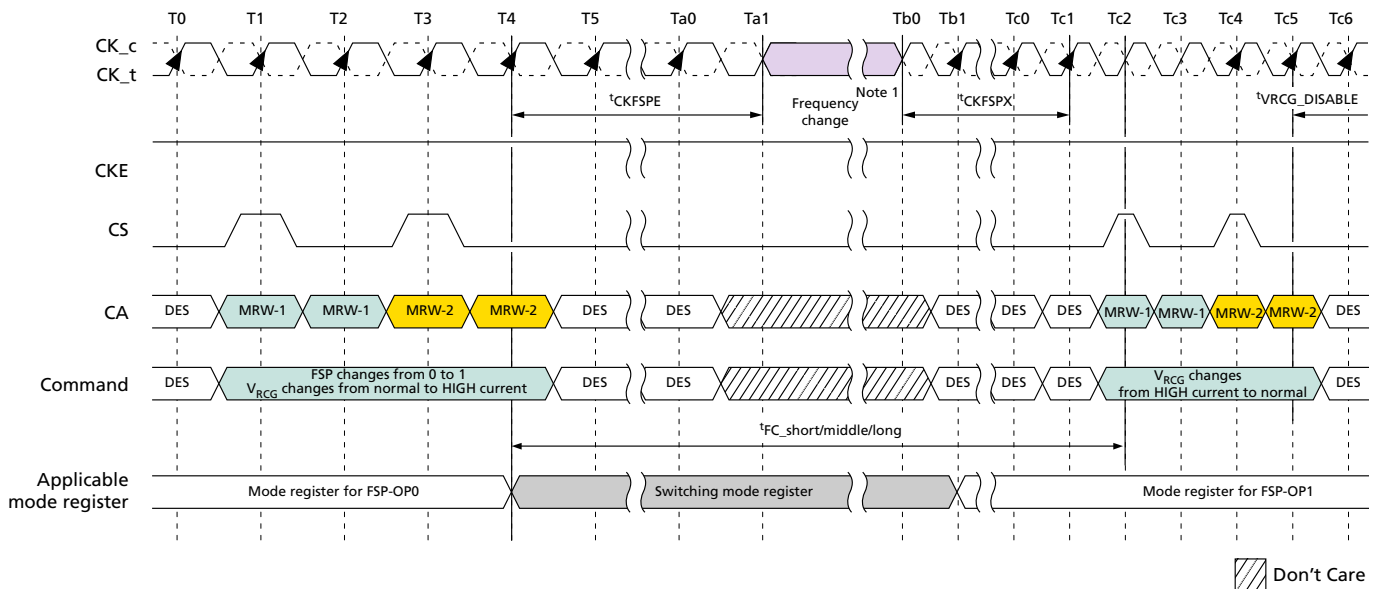 T0 T1 T2 T3 T4 T5 Ta0 Ta1 Tb0 Tb1 Tc0 Tc1 Tc2 Tc3 Tc4 Tc5 Tc6
CK_c
CK_t
Note 1
tCKFSPE
Frequency
change
tCKFSPX
tVRCG_DISABLE
CKE
CS
CA
DES MRW-1 MRW-1 MRW-2 MRW-2 DES DES DES DES DES MRW-1 MRW-1 MRW-2 MRW-2 DES
Command
DES
FSP changes from 0 to 1
VRCG changes from normal to HIGH current
DES DES DES DES DES
VRCG changes
from HIGH current to normal
DES
tFC_short/middle/long
Applicable
mode register
Mode register for FSP-OP0
Switching mode register
Mode register for FSP-OP1
Don't Care